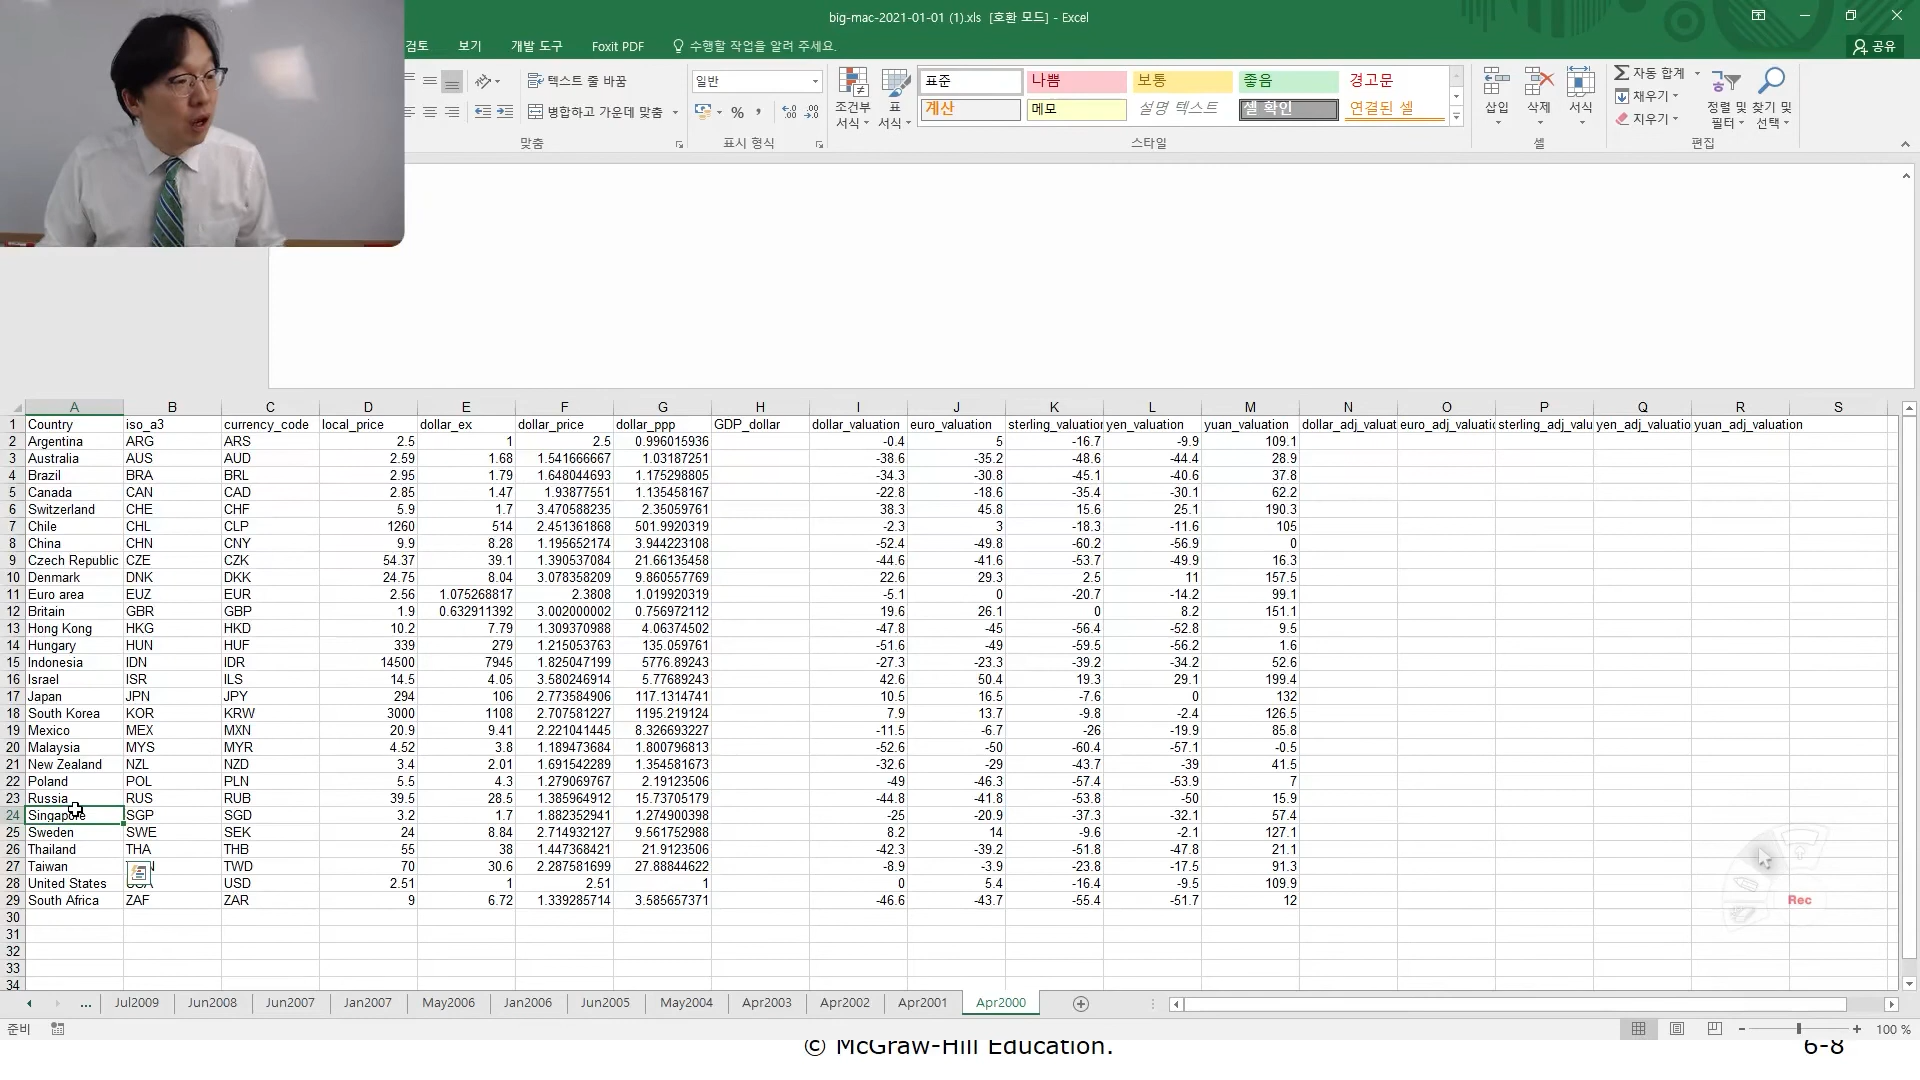 big-mac-2021-01-01 (1).xls [호환 모드] - Excel
검토 보기 개발 도구 Foxit PDF 수행할 작업을 알려 주세요. 공유
텍스트 줄 바꿈 일반 표준 나쁨 보통 좋음 경고문 자동 합계
병합하고 가운데 맞춤 % , 조건부 서식 표 서식 계산 메모 설명 텍스트 셀 확인 연결된 셀 삽입 삭제 서식 채우기 지우기 정렬 및 필터 찾기 및 선택
맞춤 표시 형식 스타일 셀 편집
A B C D E F G H I J K L M N O P Q R S
1 Country iso_a3 currency_code local_price dollar_ex dollar_price dollar_ppp GDP_dollar dollar_valuation euro_valuation sterling_valuation yen_valuation yuan_valuation dollar_adj_valuat euro_adj_valuatio sterling_adj_valu yen_adj_valuatio yuan_adj_valuation
2 Argentina ARG ARS 2.5 1 2.5 0.996015936 -0.4 5 -16.7 -9.9 109.1
3 Australia AUS AUD 2.59 1.68 1.541666667 1.03187251 -38.6 -35.2 -48.6 -44.4 28.9
4 Brazil BRA BRL 2.95 1.79 1.648044693 1.175298805 -34.3 -30.8 -45.1 -40.6 37.8
5 Canada CAN CAD 2.85 1.47 1.93877551 1.135458167 -22.8 -18.6 -35.4 -30.1 62.2
6 Switzerland CHE CHF 5.9 1.7 3.470588235 2.35059761 38.3 45.8 15.6 25.1 190.3
7 Chile CHL CLP 1260 514 2.451361868 501.9920319 -2.3 3 -18.3 -11.6 105
8 China CHN CNY 9.9 8.28 1.195652174 3.944223108 -52.4 -49.8 -60.2 -56.9 0
9 Czech Republic CZE CZK 54.37 39.1 1.390537084 21.66135458 -44.6 -41.6 -53.7 -49.9 16.3
10 Denmark DNK DKK 24.75 8.04 3.078358209 9.860557769 22.6 29.3 2.5 11 157.5
11 Euro area EUZ EUR 2.56 1.075268817 2.3808 1.019920319 -5.1 0 -20.7 -14.2 99.1
12 Britain GBR GBP 1.9 0.632911392 3.002000002 0.756972112 19.6 26.1 0 8.2 151.1
13 Hong Kong HKG HKD 10.2 7.79 1.309370988 4.06374502 -47.8 -45 -56.4 -52.8 9.5
14 Hungary HUN HUF 339 279 1.215053763 135.059761 -51.6 -49 -59.5 -56.2 1.6
15 Indonesia IDN IDR 14500 7945 1.825047199 5776.89243 -27.3 -23.3 -39.2 -34.2 52.6
16 Israel ISR ILS 14.5 4.05 3.580246914 5.77689243 42.6 50.4 19.3 29.1 199.4
17 Japan JPN JPY 294 106 2.773584906 117.1314741 10.5 16.5 -7.6 0 132
18 South Korea KOR KRW 3000 1108 2.707581227 1195.219124 7.9 13.7 -9.8 -2.4 126.5
19 Mexico MEX MXN 20.9 9.41 2.221041445 8.326693227 -11.5 -6.7 -26 -19.9 85.8
20 Malaysia MYS MYR 4.52 3.8 1.189473684 1.800796813 -52.6 -50 -60.4 -57.1 -0.5
21 New Zealand NZL NZD 3.4 2.01 1.691542289 1.354581673 -32.6 -29 -43.7 -39 41.5
22 Poland POL PLN 5.5 4.3 1.279069767 2.19123506 -49 -46.3 -57.4 -53.9 7
23 Russia RUS RUB 39.5 28.5 1.385964912 15.73705179 -44.8 -41.8 -53.8 -50 15.9
24 Singapore SGP SGD 3.2 1.7 1.882352941 1.274900398 -25 -20.9 -37.3 -32.1 57.4
25 Sweden SWE SEK 24 8.84 2.714932127 9.561752988 8.2 14 -9.6 -2.1 127.1
26 Thailand THA THB 55 38 1.447368421 21.9123506 -42.3 -39.2 -51.8 -47.8 21.1
27 Taiwan TWD 70 30.6 2.287581699 27.88844622 -8.9 -3.9 -23.8 -17.5 91.3
28 United States USD 2.51 1 2.51 1 0 5.4 -16.4 -9.5 109.9
29 South Africa ZAF ZAR 9 6.72 1.339285714 3.585657371 -46.6 -43.7 -55.4 -51.7 12
Rec
30
31
32
33
34
... Jul2009 Jun2008 Jun2007 Jan2007 May2006 Jan2006 Jun2005 May2004 Apr2003 Apr2002 Apr2001 Apr2000
준비 100 %
© McGraw-Hill Education. 6-8